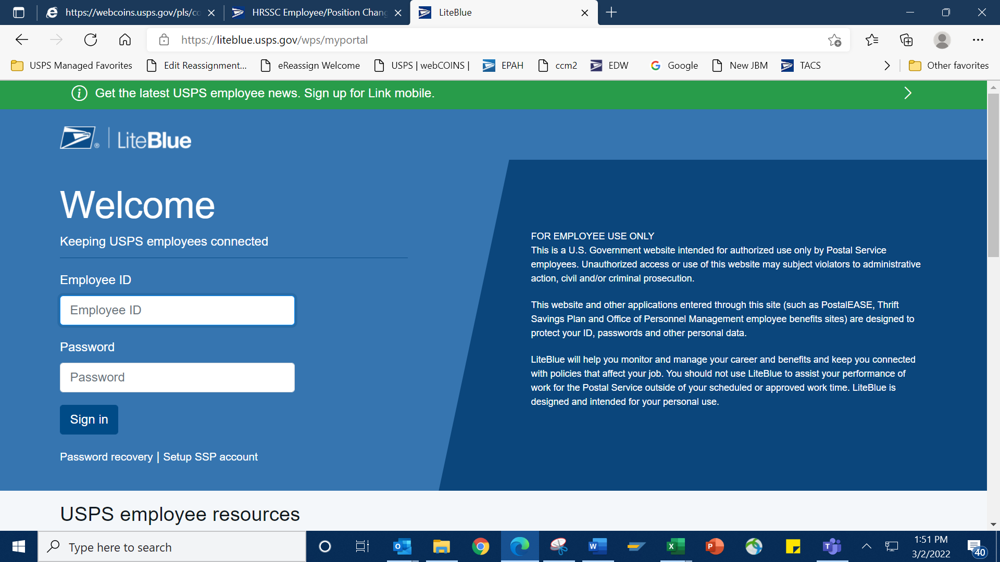 https://webcoins.usps.gov/pls/co
HRSSC Employee/Position Chang
LiteBlue
https://liteblue.usps.gov/wps/myportal
USPS Managed Favorites
Edit Reassignment...
eReassign Welcome
USPS | webCOINS |
EPAH
ccm2
EDW
Google
New JBM
TACS
Other favorites
Get the latest USPS employee news. Sign up for Link mobile.
LiteBlue
Welcome
Keeping USPS employees connected
Employee ID
Employee ID
Password
Password
Sign in
Password recovery | Setup SSP account
FOR EMPLOYEE USE ONLY
This is a U.S. Government website intended for authorized use only by Postal Service
employees. Unauthorized access or use of this website may subject violators to administrative
action, civil and/or criminal prosecution.
This website and other applications entered through this site (such as PostalEASE, Thrift
Savings Plan and Office of Personnel Management employee benefits sites) are designed to
protect your ID, passwords and other personal data.
LiteBlue will help you monitor and manage your career and benefits and keep you connected
with policies that affect your job. You should not use LiteBlue to assist your performance of
work for the Postal Service outside of your scheduled or approved work time. LiteBlue is
designed and intended for your personal use.
USPS employee resources
Type here to search
1:51 PM
3/2/2022
40